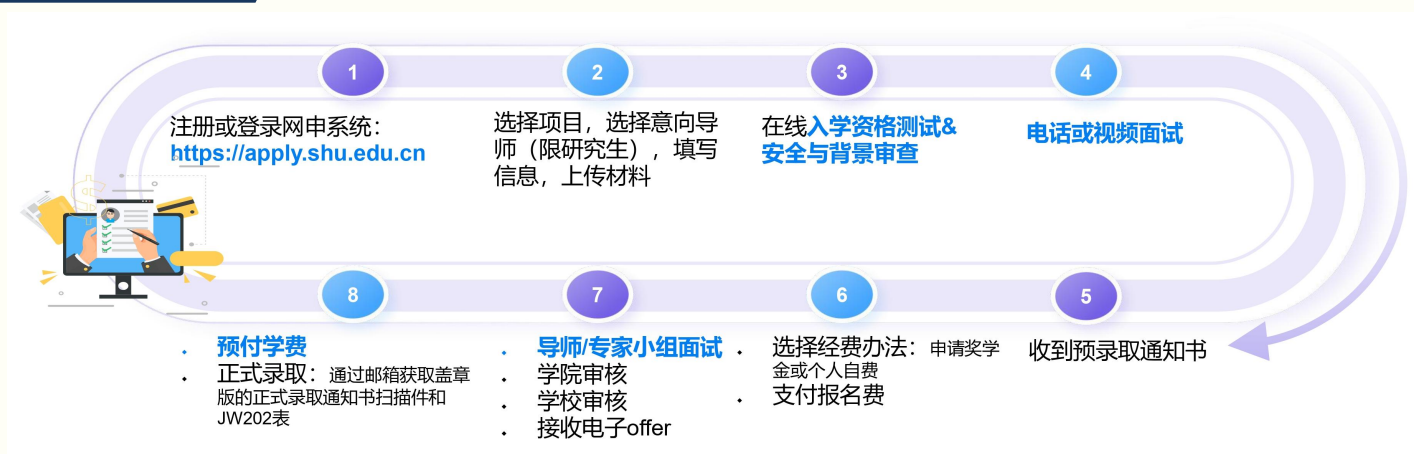 1
注册或登录网申系统：
https://apply.shu.edu.cn
2
选择项目，选择意向导
师（限研究生），填写
信息，上传材料
3
在线入学资格测试&
安全与背景审查
4
电话或视频面试
5
收到预录取通知书
6
选择经费办法：申请奖学
金或个人自费
支付报名费
7
导师/专家小组面试
学院审核
学校审核
接收电子offer
8
预付学费
正式录取：通过邮箱获取盖章
版的正式录取通知书扫描件和
JW202表